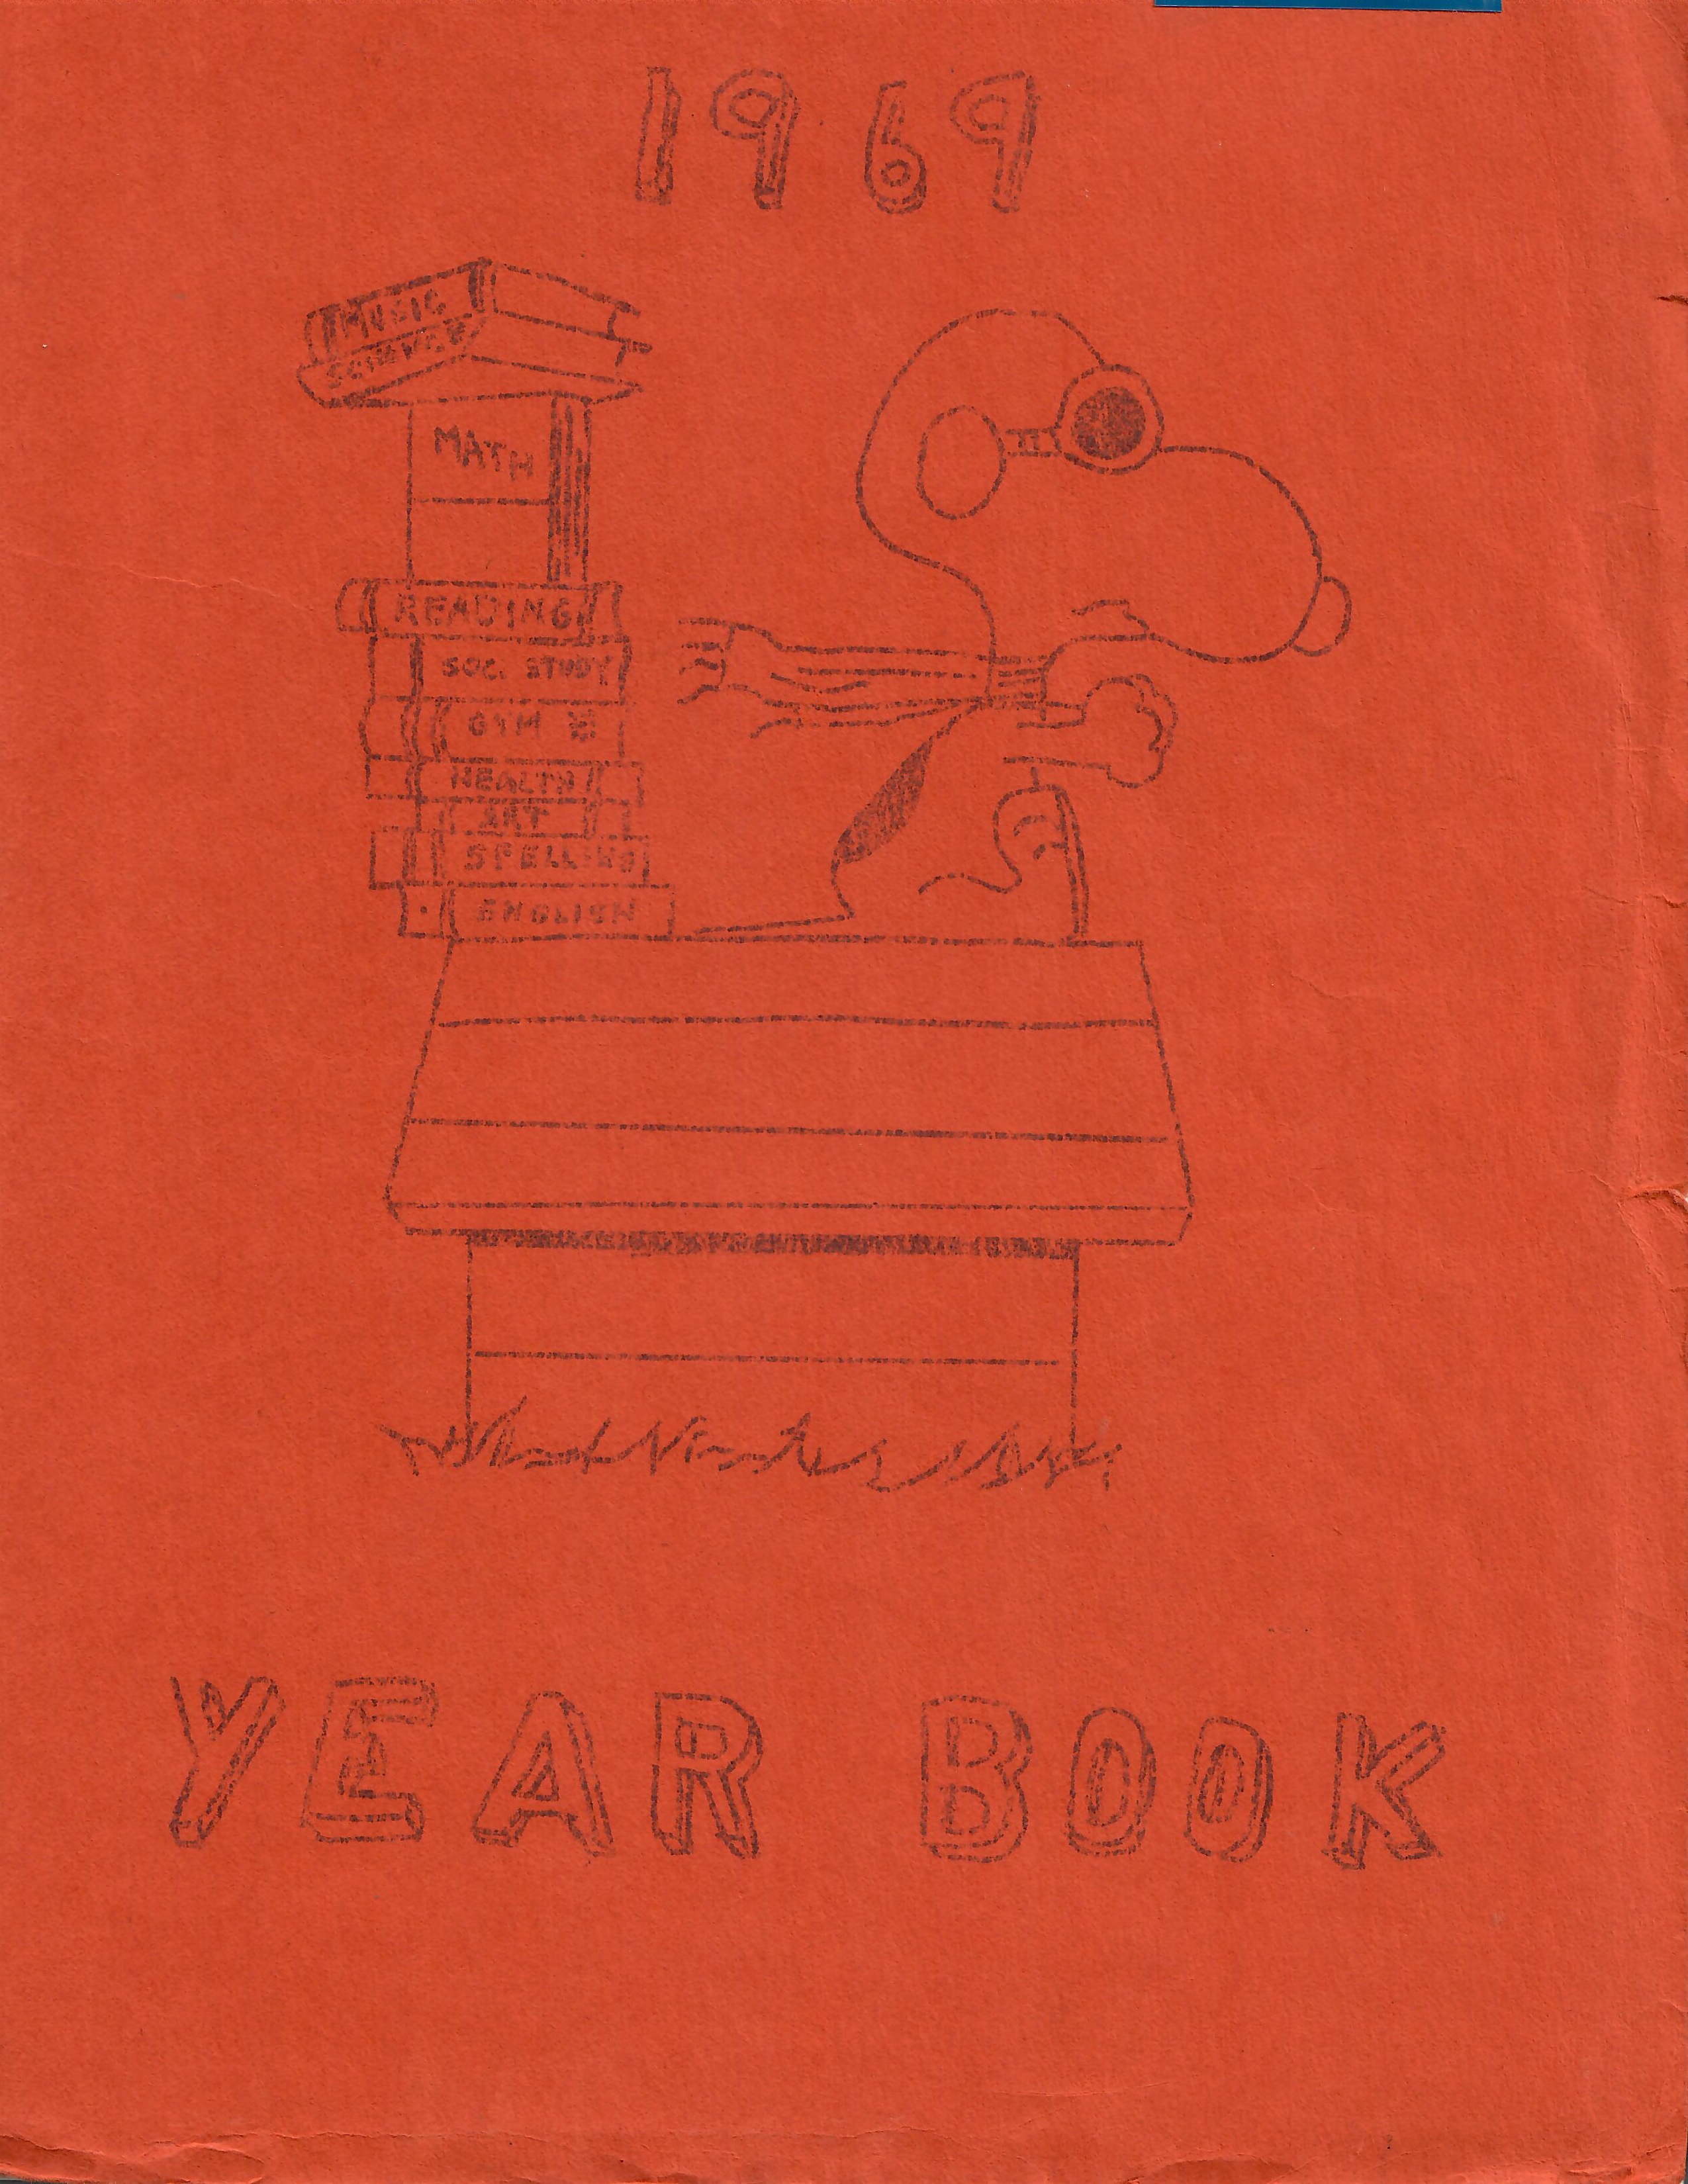 1969
MUSIC
SCIENCE
MATH
READING
SOC. STUDY
GYM
HEALTH
ART
SPELLING
ENGLISH
YEAR BOOK